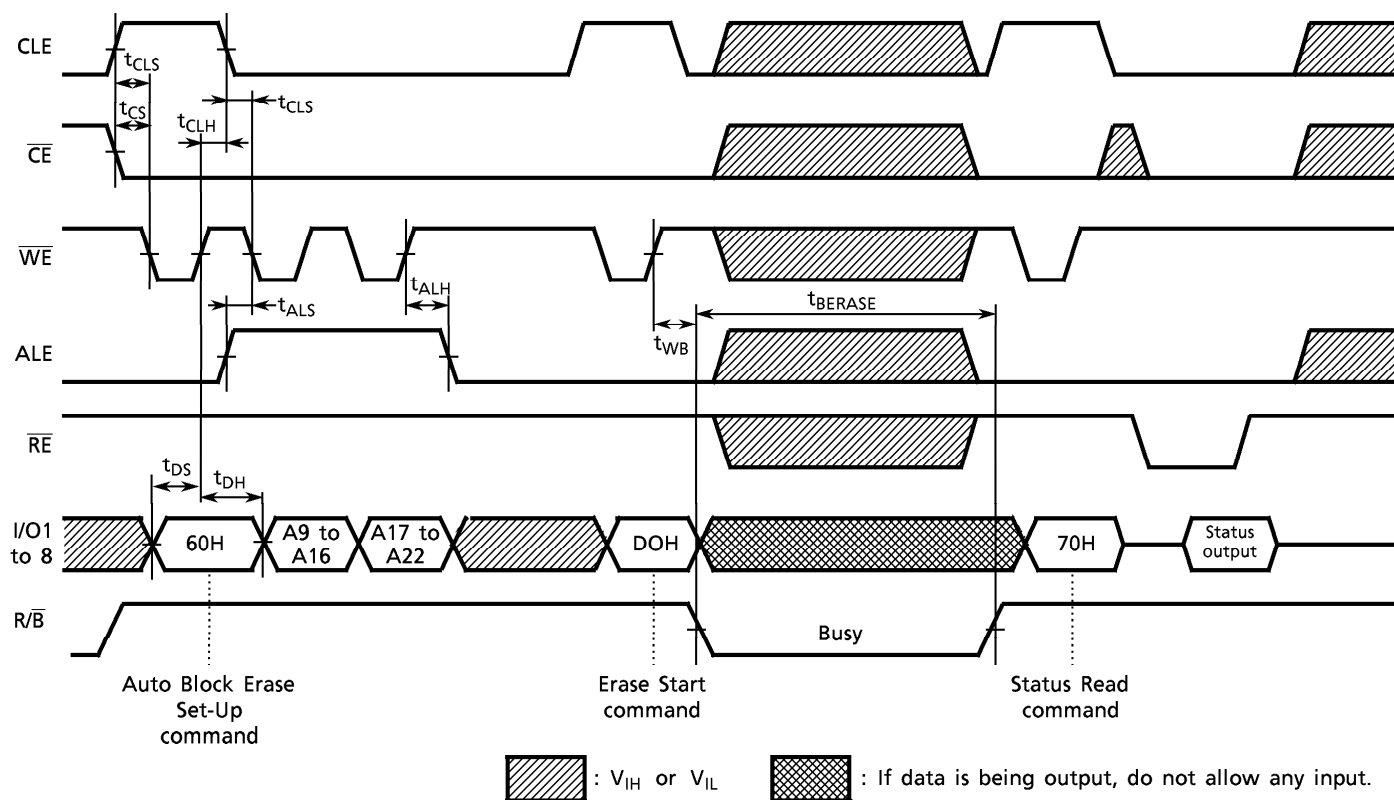 CLE
tCLS
tCS
tCLH
tCLS
CE
WE
tALS
tALH
tWB
tBERASE
ALE
RE
tDS
tDH
I/O1
to 8
60H
A9 to
A16
A17 to
A22
DOH
70H
Status
output
R/B
Busy
Auto Block Erase
Set-Up
command
Erase Start
command
Status Read
command
: VIH or VIL
: If data is being output, do not allow any input.